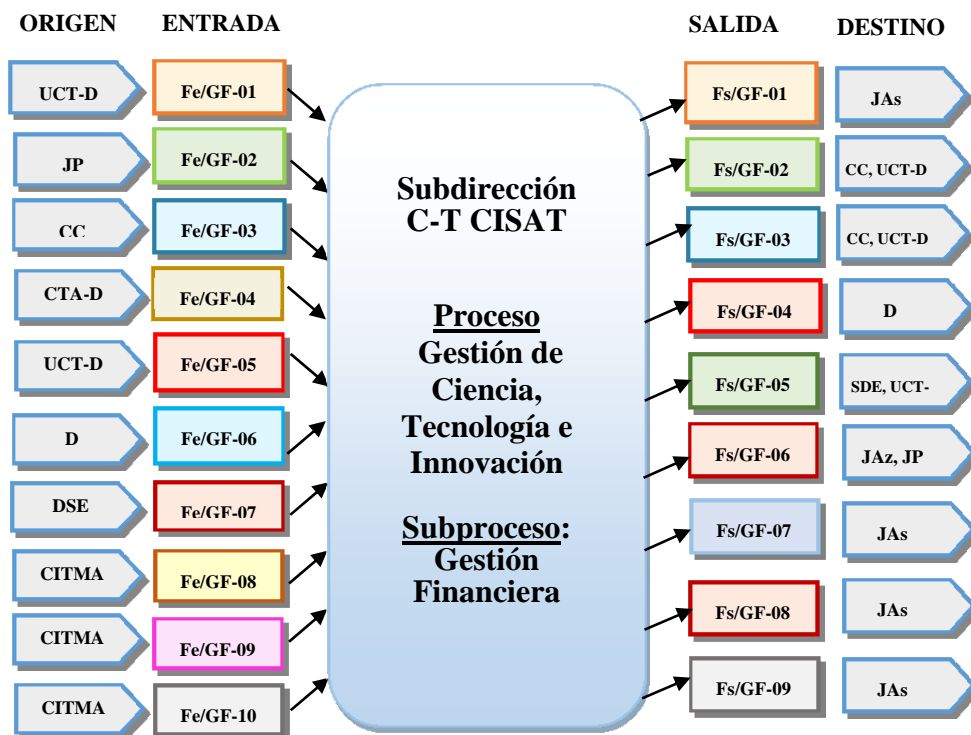 ORIGEN ENTRADA SALIDA DESTINO
UCT-D Fe/GF-01 Fs/GF-01 JAs
JP Fe/GF-02 Fs/GF-02 CC, UCT-D
CC Fe/GF-03 Fs/GF-03 CC, UCT-D
CTA-D Fe/GF-04 Fs/GF-04 D
UCT-D Fe/GF-05 Fs/GF-05 SDE, UCT-
D Fe/GF-06 Fs/GF-06 JAz, JP
DSE Fe/GF-07 Fs/GF-07 JAs
CITMA Fe/GF-08 Fs/GF-08 JAs
CITMA Fe/GF-09 Fs/GF-09 JAs
CITMA Fe/GF-10
Subdirección
C-T CISAT
Proceso
Gestión de
Ciencia,
Tecnología e
Innovación
Subproceso:
Gestión
Financiera